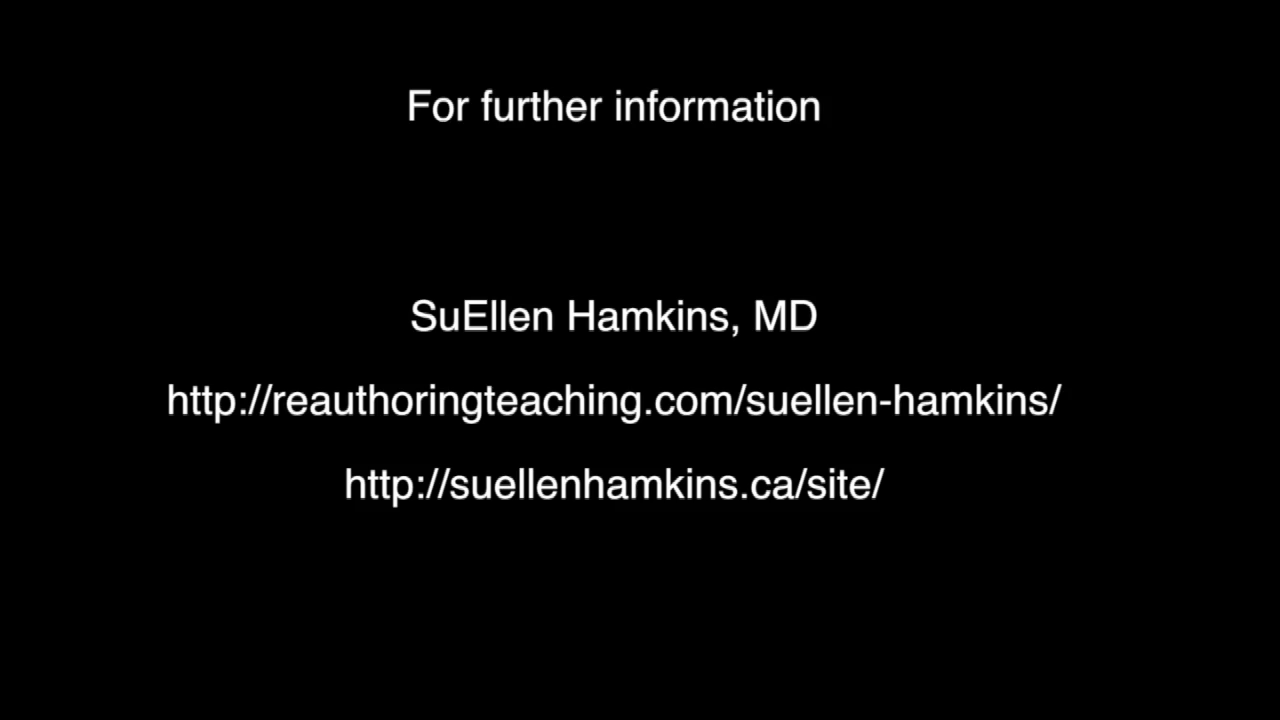 For further information
SuEllen Hamkins, MD
http://reauthoringteaching.com/suellen-hamkins/
http://suellenhamkins.ca/site/